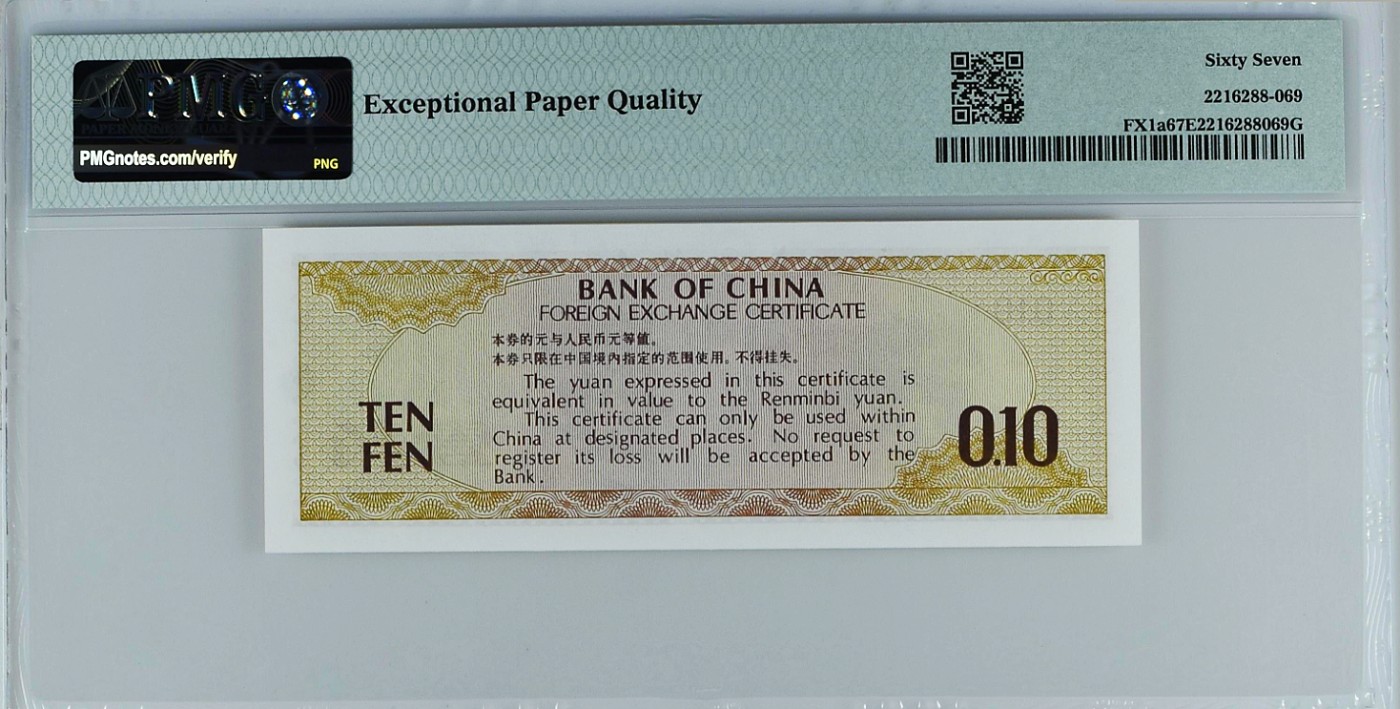 PMG
PAPER MONEY GUARANTY
PMGnotes.com/verify
PNG
Exceptional Paper Quality
Sixty Seven
2216288-069
FX1a67E2216288069G
BANK OF CHINA
FOREIGN EXCHANGE CERTIFICATE
本券的元与人民币元等值。
本券只限在中国境内指定的范围使用。不得挂失。
The yuan expressed in this certificate is
equivalent in value to the Renminbi yuan.
This certificate can only be used within
China at designated places. No request to
register its loss will be accepted by the
Bank.
TEN
FEN
0.10